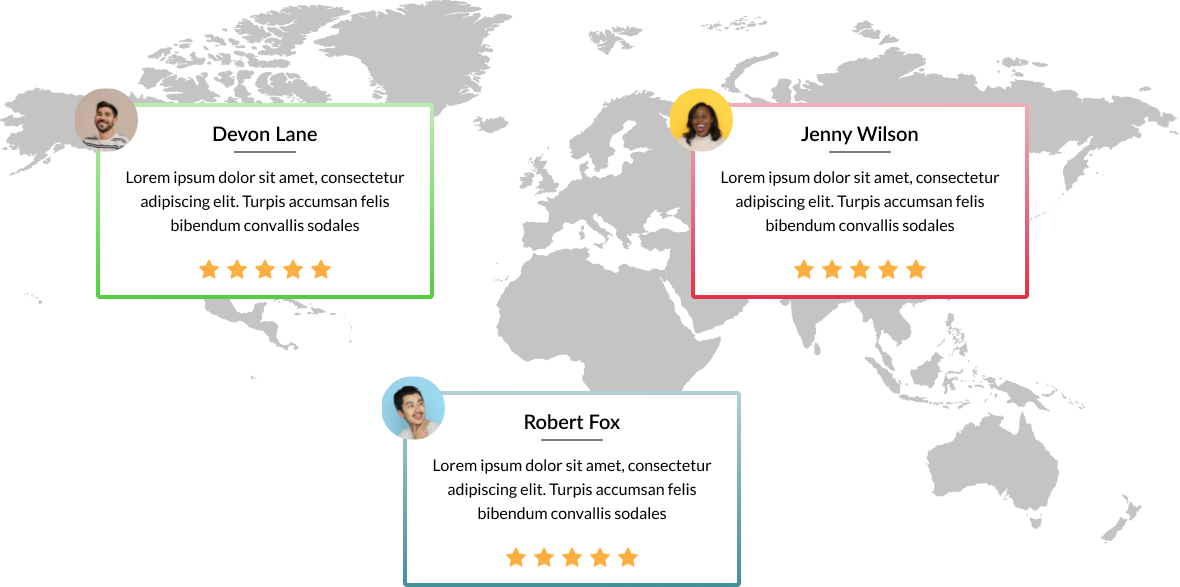 Devon Lane
Lorem ipsum dolor sit amet, consectetur
adipiscing elit. Turpis accumsan felis
bibendum convallis sodales
Jenny Wilson
Lorem ipsum dolor sit amet, consectetur
adipiscing elit. Turpis accumsan felis
bibendum convallis sodales
Robert Fox
Lorem ipsum dolor sit amet, consectetur
adipiscing elit. Turpis accumsan felis
bibendum convallis sodales